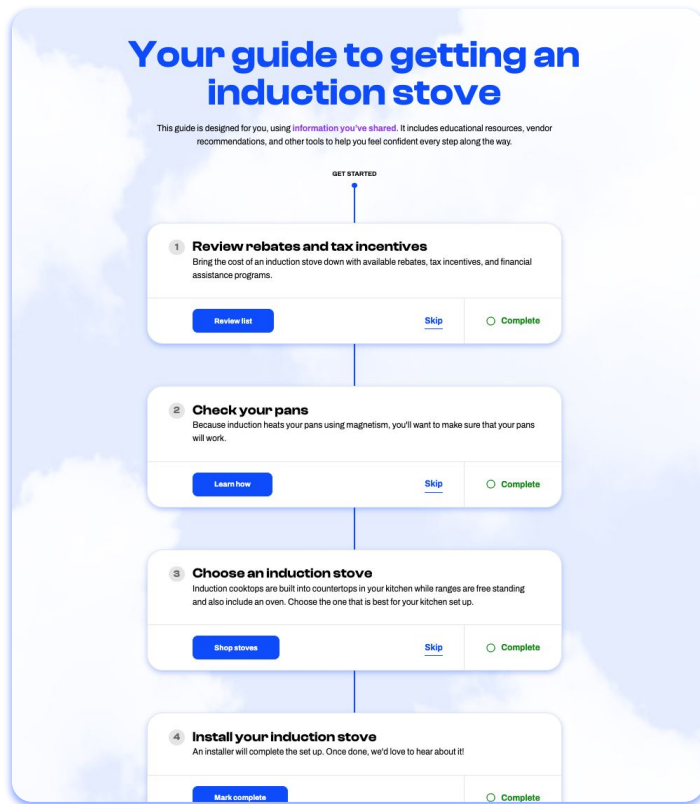 Your guide to getting an
induction stove
This guide is designed for you, using information you've shared. It includes educational resources, vendor
recommendations, and other tools to help you feel confident every step along the way.
GET STARTED
1 Review rebates and tax incentives
Bring the cost of an induction stove down with available rebates, tax incentives, and financial
assistance programs.
Review list Skip Complete
2 Check your pans
Because induction heats your pans using magnetism, you'll want to make sure that your pans
will work.
Learn how Skip Complete
3 Choose an induction stove
Induction cooktops are built into countertops in your kitchen while ranges are free standing
and also include an oven. Choose the one that is best for your kitchen set up.
Shop stoves Skip Complete
4 Install your induction stove
An installer will complete the set up. Once done, we'd love to hear about it!
Mark complete Complete